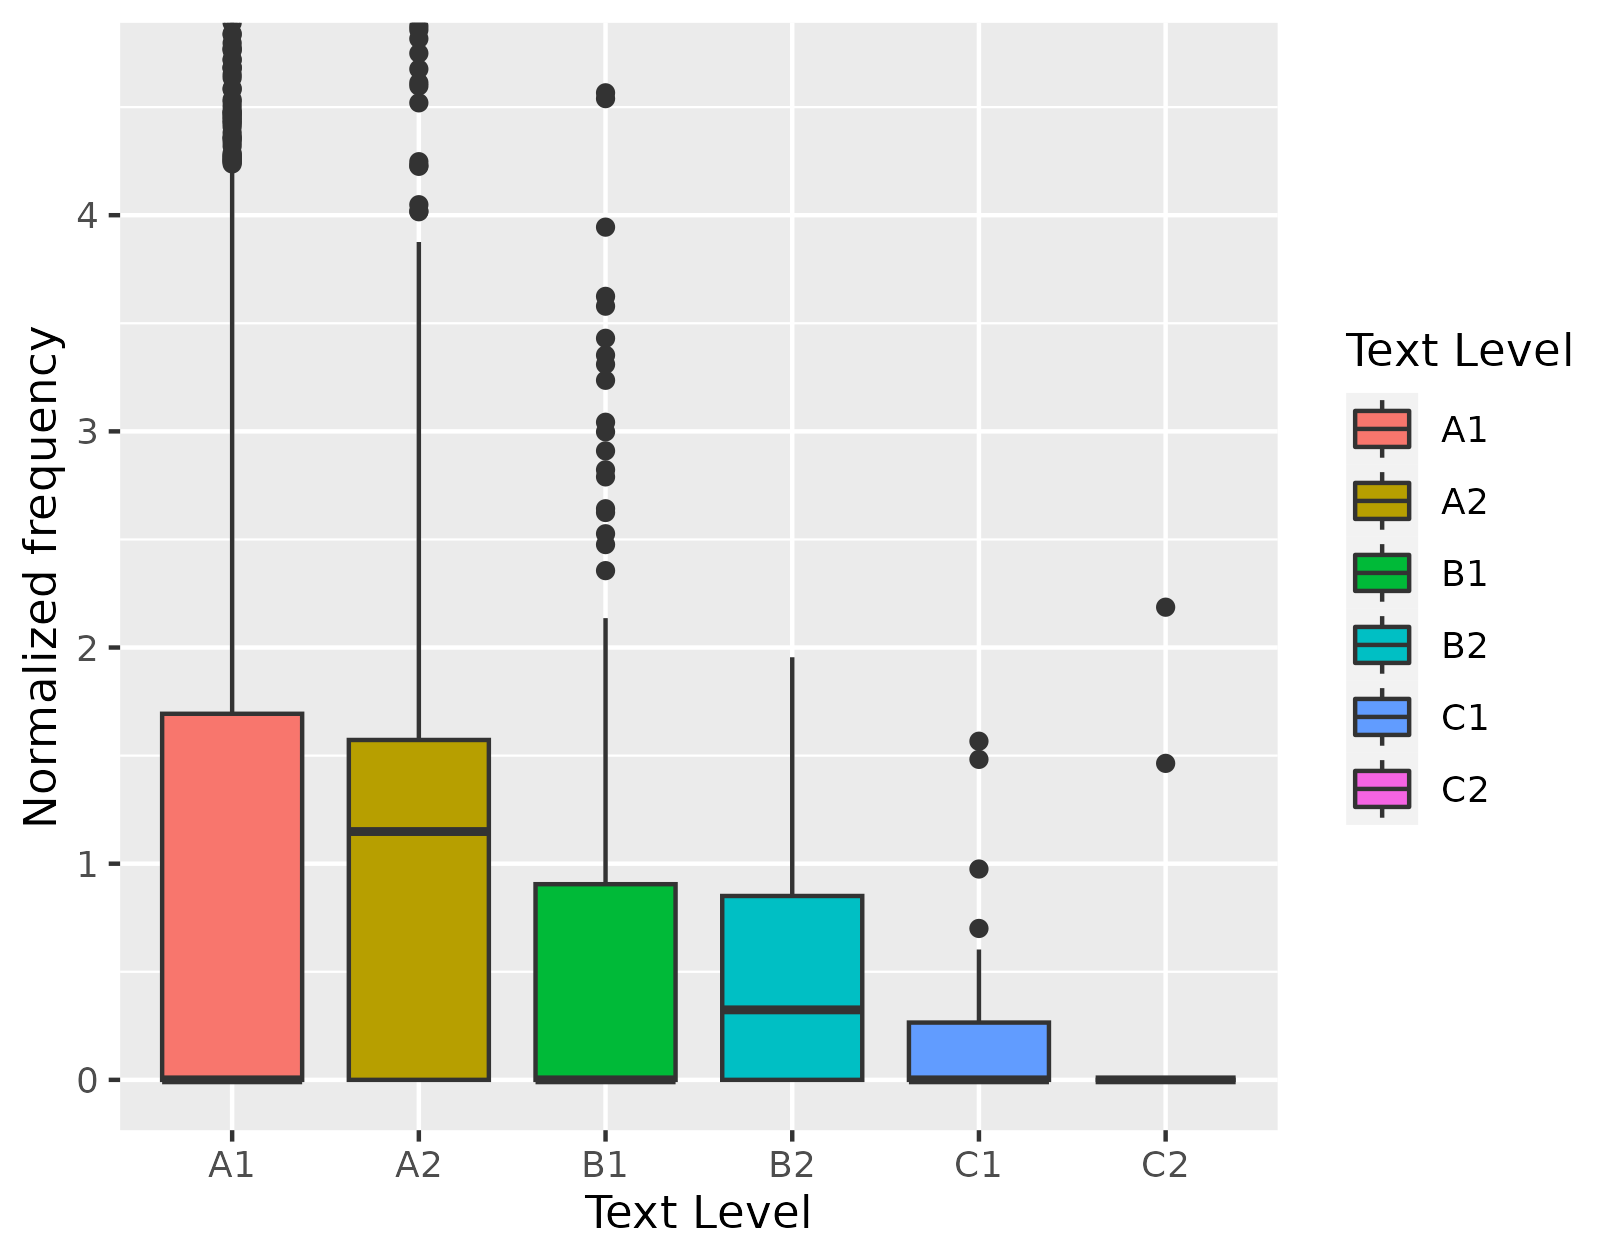 Normalized frequency
4
3
2
1
0
A1 A2 B1 B2 C1 C2
Text Level
Text Level
A1
A2
B1
B2
C1
C2